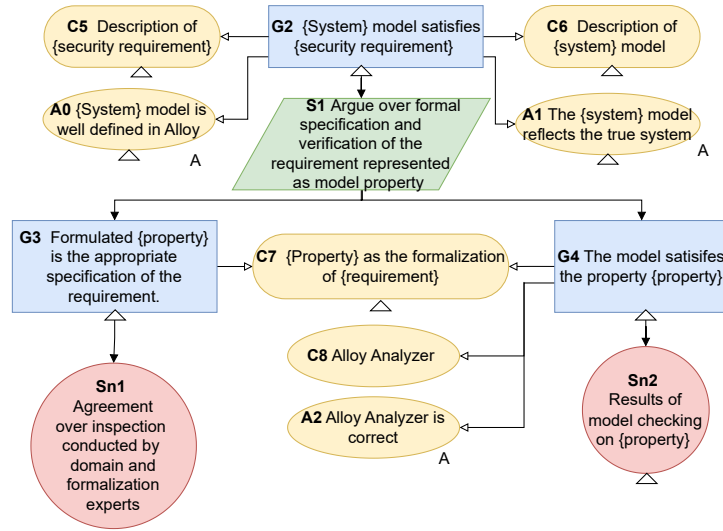 C5 Description of
{security requirement}
G2 {System} model satisfies
{security requirement}
C6 Description of
{system} model
A0 {System} model is
well defined in Alloy
A
S1 Argue over formal
specification and
verification of the
requirement represented
as model property
A1 The {system} model
reflects the true system
A
G3 Formulated {property}
is the appropriate
specification of the
requirement.
C7 {Property} as the formalization
of {requirement}
G4 The model satisifes
the property {property}
C8 Alloy Analyzer
A2 Alloy Analyzer is
correct
A
Sn1
Agreement
over inspection
conducted by
domain and
formalization
experts
Sn2
Results of
model checking
on {property}